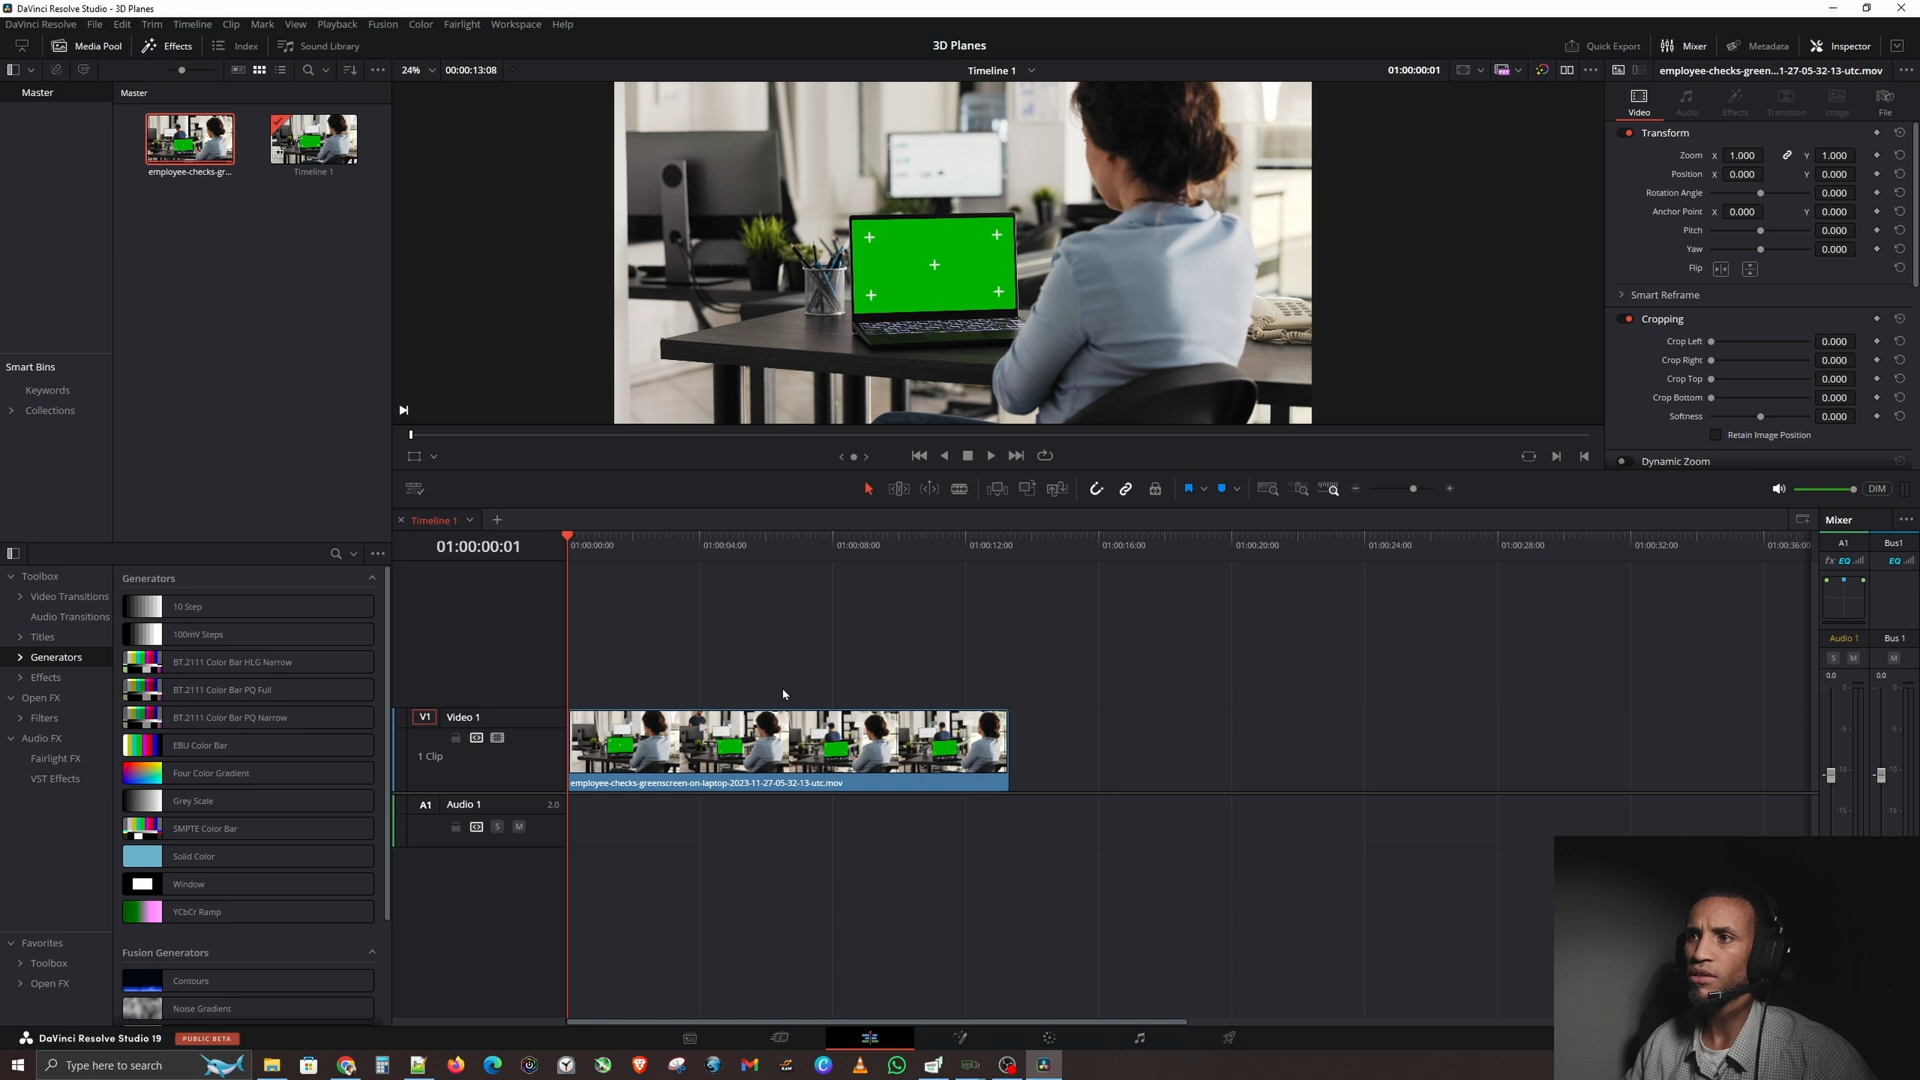 DaVinci Resolve Studio - 3D Planes
DaVinci Resolve File Edit Trim Timeline Clip Mark View Playback Fusion Color Fairlight Workspace Help
Media Pool Effects Index Sound Library 3D Planes Quick Export Mixer Metadata Inspector
24% 00:00:13:08 Timeline 1 01:00:00:01 employee-checks-green...1-27-05-32-13-utc.mov
Master Master
employee-checks-gr... Timeline 1
Video Audio Effects Transition Image File
Transform
Zoom X 1.000 Y 1.000
Position X 0.000 Y 0.000
Rotation Angle 0.000
Anchor Point X 0.000 Y 0.000
Pitch 0.000
Yaw 0.000
Flip
Smart Reframe
Cropping
Crop Left 0.000
Crop Right 0.000
Crop Top 0.000
Crop Bottom 0.000
Softness 0.000
Retain Image Position
Dynamic Zoom
Smart Bins
Keywords
Collections
DIM
Timeline 1
01:00:00:01
01:00:00:00 01:00:04:00 01:00:08:00 01:00:12:00 01:00:16:00 01:00:20:00 01:00:24:00 01:00:28:00 01:00:32:00 01:00:36:00
Mixer
A1 Bus1
fx EQ EQ
Audio 1 Bus 1
S M M
0.0 0.0
0 0
-5 -5
-10 -10
-15 -15
V1 Video 1
1 Clip
employee-checks-greenscreen-on-laptop-2023-11-27-05-32-13-utc.mov
A1 Audio 1 2.0
S M
Toolbox
Video Transitions
Audio Transitions
Titles
Generators
Effects
Open FX
Filters
Audio FX
Fairlight FX
VST Effects
Favorites
Toolbox
Open FX
Generators
10 Step
100mV Steps
BT.2111 Color Bar HLG Narrow
BT.2111 Color Bar PQ Full
BT.2111 Color Bar PQ Narrow
EBU Color Bar
Four Color Gradient
Grey Scale
SMPTE Color Bar
Solid Color
Window
YCbCr Ramp
Fusion Generators
Contours
Noise Gradient
DaVinci Resolve Studio 19 PUBLIC BETA
Type here to search